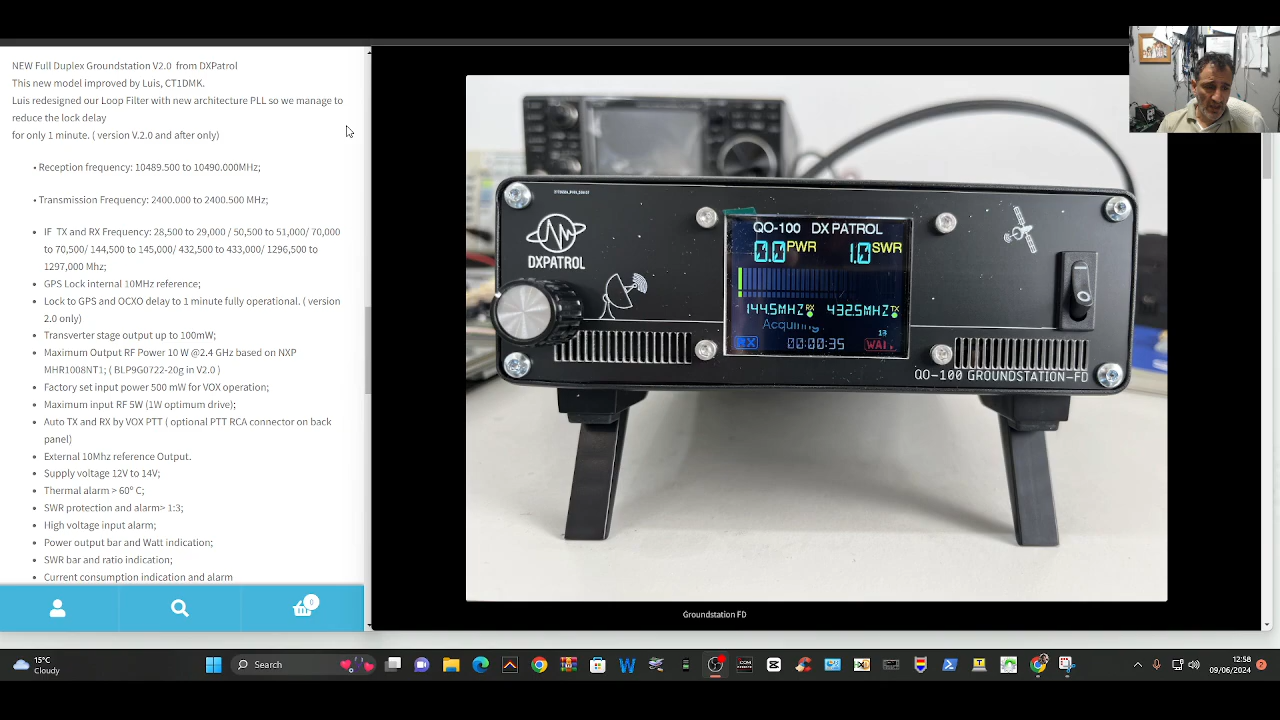 NEW Full Duplex Groundstation V2.0 from DXPatrol
This new model improved by Luis, CT1DMK.
Luis redesigned our Loop Filter with new architecture PLL so we manage to
reduce the lock delay
for only 1 minute. ( version V.2.0 and after only)
• Reception frequency: 10489.500 to 10490.000MHz;
• Transmission Frequency: 2400.000 to 2400.500 MHz;
• IF TX and RX Frequency: 28,500 to 29,000 / 50,500 to 51,000/ 70,000
to 70,500/ 144,500 to 145,000/ 432,500 to 433,000/ 1296,500 to
1297,000 Mhz;
• GPS Lock internal 10MHz reference;
• Lock to GPS and OCXO delay to 1 minute fully operational. ( version
2.0 only)
• Transverter stage output up to 100mW;
• Maximum Output RF Power 10 W@2.4 GHz based on NXP
MHR1008NT1; ( BLP9G0722-20g in V2.0 )
• Factory set input power 500 mW for VOX operation;
• Maximum input RF 5W (1W optimum drive);
• Auto TX and RX by VOX PTT ( optional PTT RCA connector on back
panel)
• External 10Mhz reference Output.
• Supply voltage 12V to 14V;
• Thermal alarm > 60º C;
• SWR protection and alarm> 1:3;
• High voltage input alarm;
• Power output bar and Watt indication;
• SWR bar and ratio indication;
• Current consumption indication and alarm
0
DXPATROL
QO-100 DX PATROL
0.0 PWR 1.0 SWR
144.5MHZ RX 432.5MHZ TX
Acquiring
13
RX 00:00:35 WAIT
QO-100 GROUNDSTATION-FD
Groundstation FD
15°C
Cloudy
Search
12:58
09/06/2024